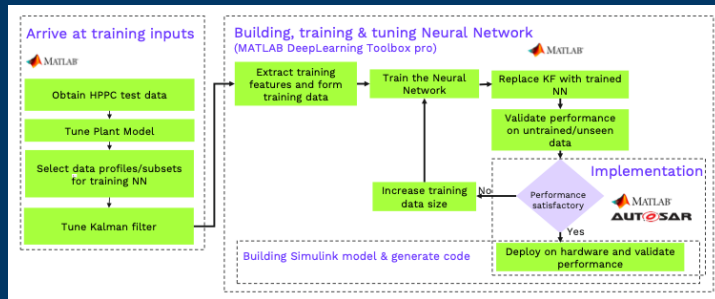 Arrive at training inputs
MATLAB
Obtain HPPC test data
Tune Plant Model
Select data profiles/subsets
for training NN
Tune Kalman filter
Building, training & tuning Neural Network
(MATLAB DeepLearning Toolbox pro)
MATLAB
Extract training
features and form
training data
Train the Neural
Network
Replace KF with trained
NN
Validate performance
on untrained/unseen
data
Implementation
Increase training
data size
No
Performance
satisfactory
MATLAB
AUTOSAR
Yes
Building Simulink model & generate code
Deploy on hardware and validate
performance